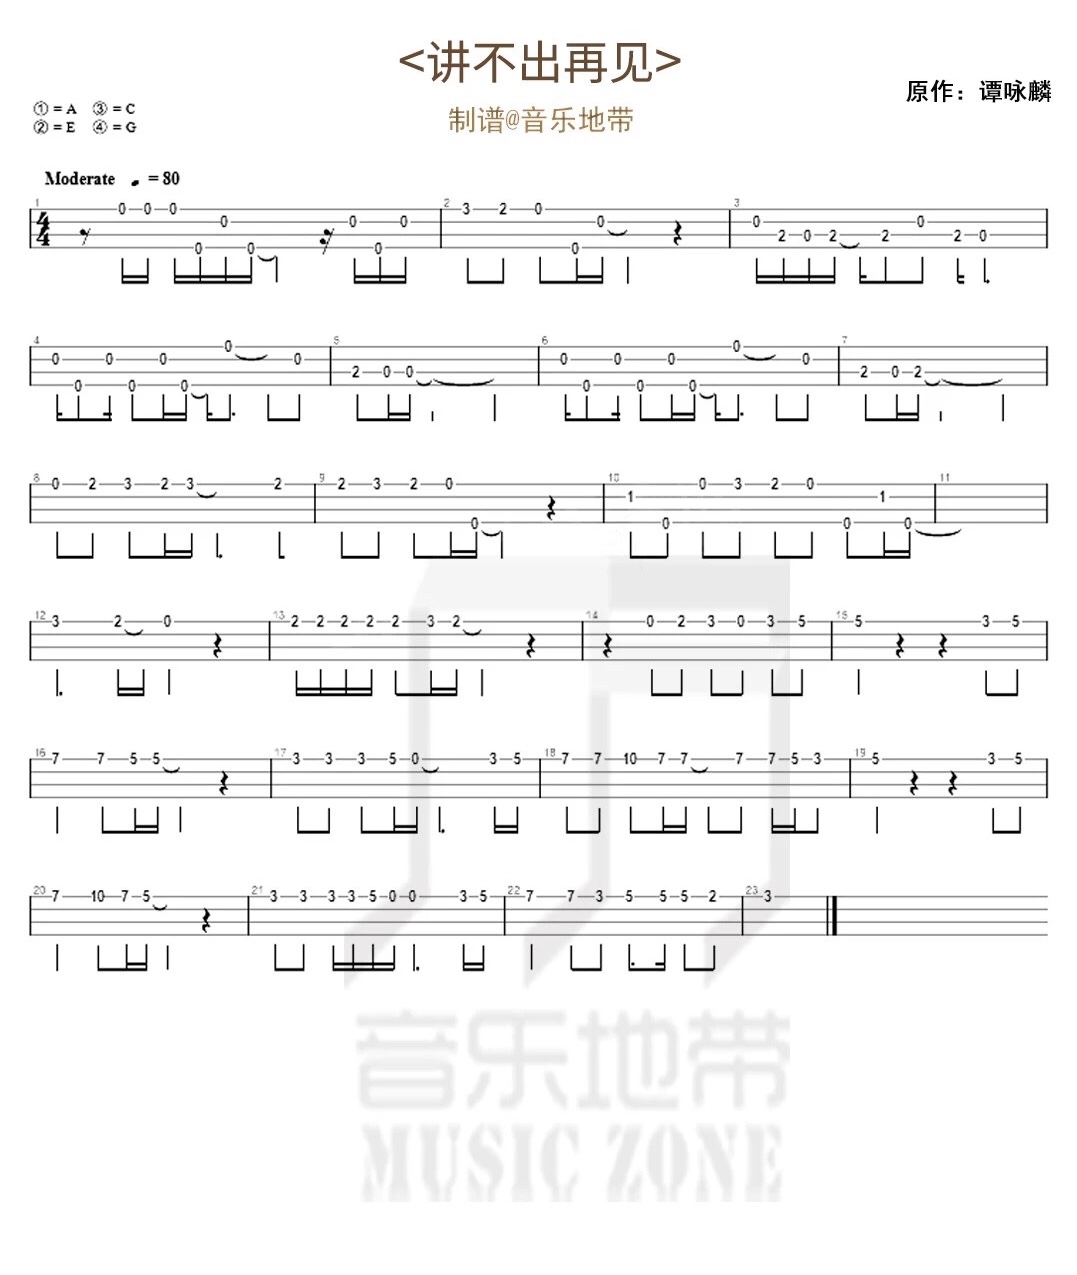 <讲不出再见>
原作：谭咏麟
制谱@音乐地带
① = A ③ = C
② = E ④ = G
Moderate ♩ = 80
1 2 3
4 4
0 0 0 0 0 0 0 0 0 3 2 0 0 0 0 2 0 2 2 0 2 0
4 5 6 7
0 0 0 0 0 0 0 0 2 0 0 0 0 0 0 0 0 0 0 2 0 2
8 9 10 11
0 2 3 2 3 2 2 3 2 0 0 1 0 0 3 2 0 0 1 0
12 13 14 15
3 2 0 2 2 2 2 2 3 2 0 2 3 0 3 5 5 3 5
16 17 18 19
7 7 5 5 3 3 3 5 0 3 5 7 7 10 7 7 7 7 5 3 5 3 5
20 21 22 23
7 10 7 5 3 3 3 3 5 0 0 3 5 7 7 3 5 5 5 2 3
音乐地带
MUSIC ZONE